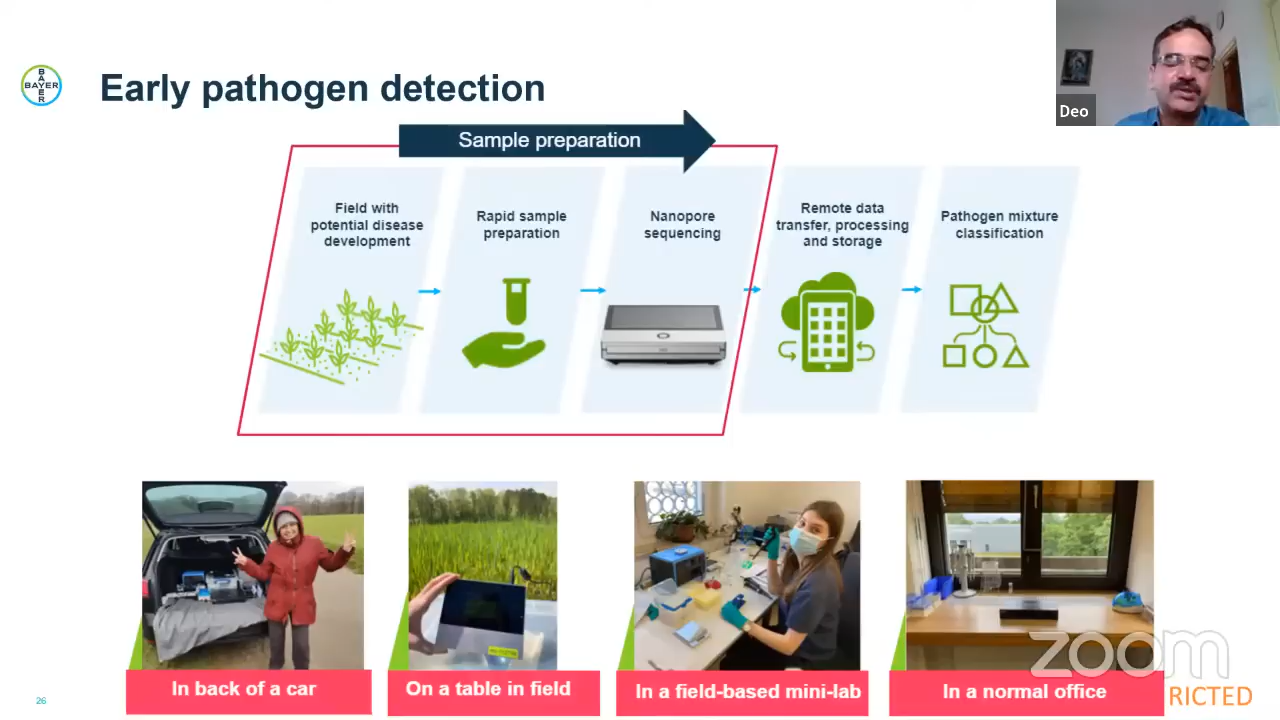 BAYER
BAYER
Early pathogen detection
Deo
Sample preparation
Field with
potential disease
development
Rapid sample
preparation
Nanopore
sequencing
Remote data
transfer, processing
and storage
Pathogen mixture
classification
In back of a car
On a table in field
In a field-based mini-lab
In a normal office
zoom
RICTED
26